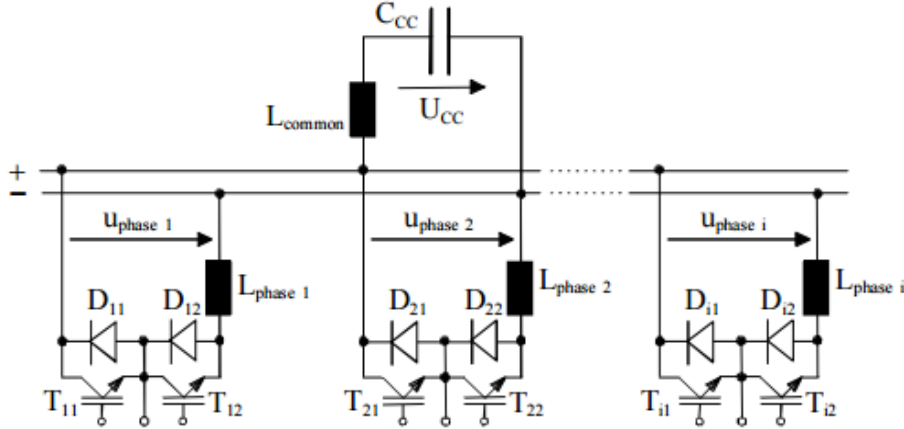 C_CC
U_CC
L_common
+
−
u_phase 1
u_phase 2
u_phase i
L_phase 1
L_phase 2
L_phase i
D_11
D_12
D_21
D_22
D_i1
D_i2
T_11
T_12
T_21
T_22
T_i1
T_i2